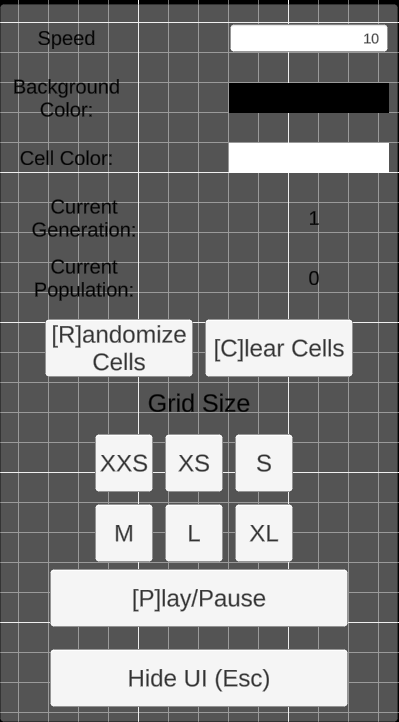 Speed 10
Background
Color:
Cell Color:
Current
Generation: 1
Current
Population: 0
[R]andomize
Cells
[C]lear Cells
Grid Size
XXS XS S
M L XL
[P]lay/Pause
Hide UI (Esc)